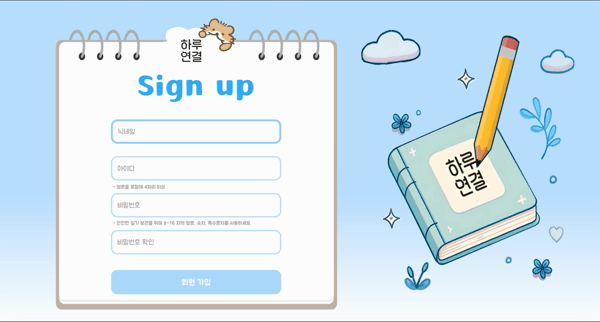 하루
연결
Sign up
닉네임
아이디
* 영문을 포함해 4자리 이상
비밀번호
* 안전한 일기 보관을 위해 8~16 자의 영문, 숫자, 특수문자를 사용하세요.
비밀번호 확인
회원 가입
하루
연결